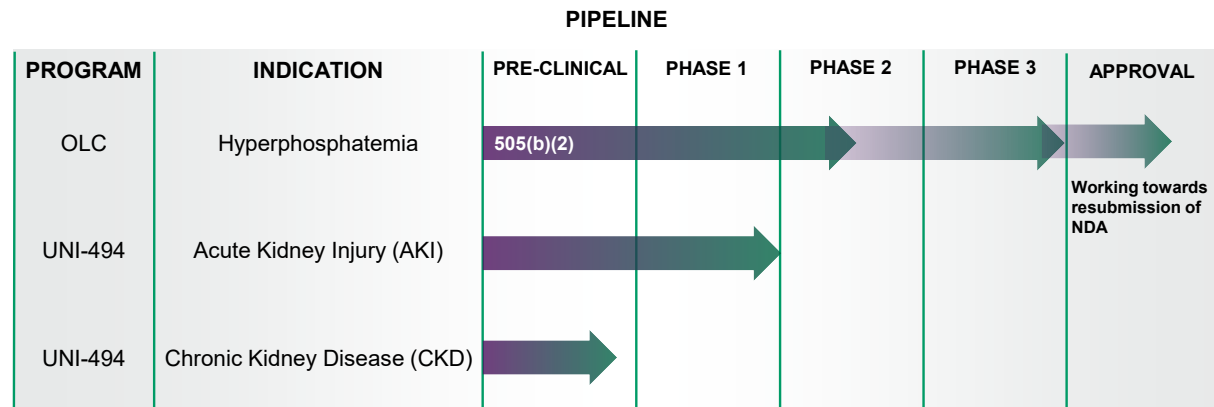 PIPELINE
PROGRAM INDICATION PRE-CLINICAL PHASE 1 PHASE 2 PHASE 3 APPROVAL
OLC Hyperphosphatemia 505(b)(2)
Working towards
resubmission of
NDA
UNI-494 Acute Kidney Injury (AKI)
UNI-494 Chronic Kidney Disease (CKD)